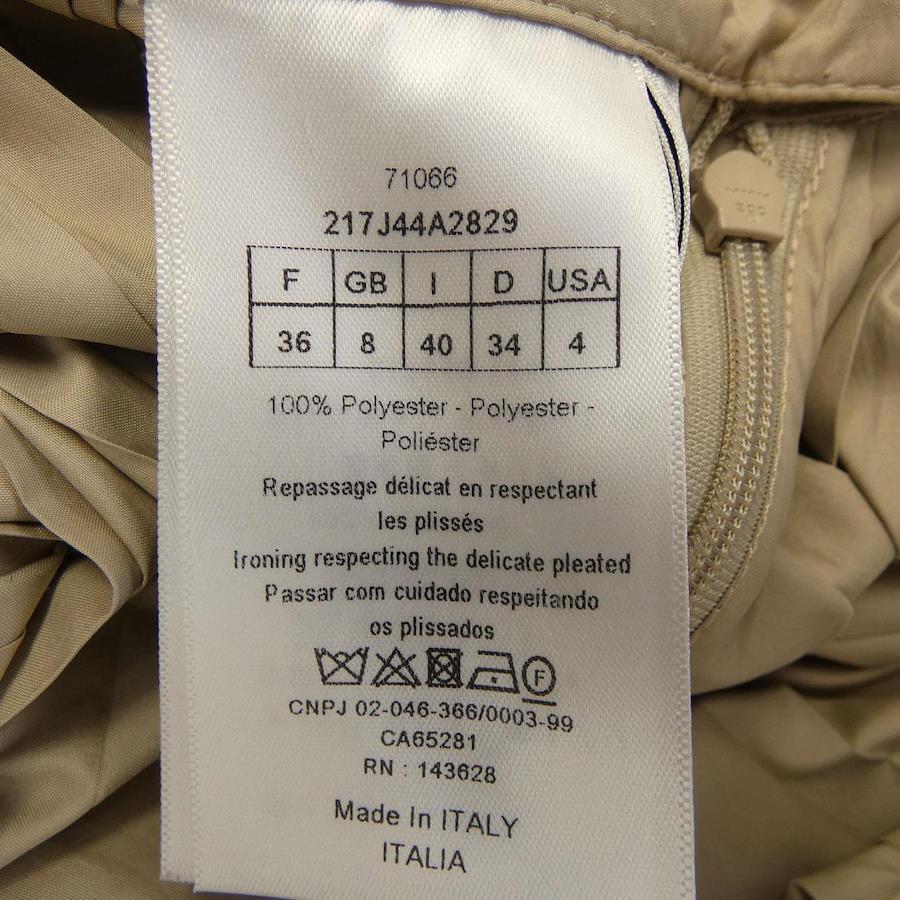 71066
217J44A2829
F GB I D USA
36 8 40 34 4
100% Polyester - Polyester -
Poliéster
Repassage délicat en respectant
les plissés
Ironing respecting the delicate pleated
Passar com cuidado respeitando
os plissados
F
CNPJ 02-046-366/0003-99
CA65281
RN : 143628
Made In ITALY
ITALIA